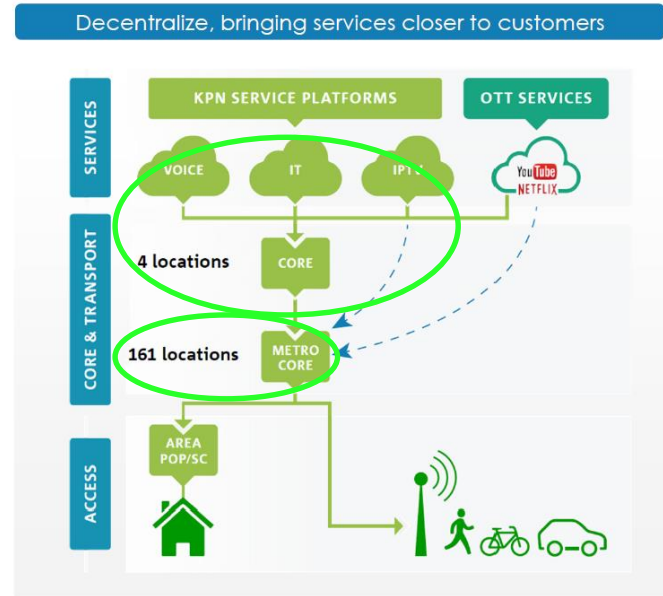 Decentralize, bringing services closer to customers
SERVICES
KPN SERVICE PLATFORMS
OTT SERVICES
VOICE
IT
IPTV
YouTube
NETFLIX
CORE & TRANSPORT
4 locations
CORE
161 locations
METRO
CORE
ACCESS
AREA
POP/SC